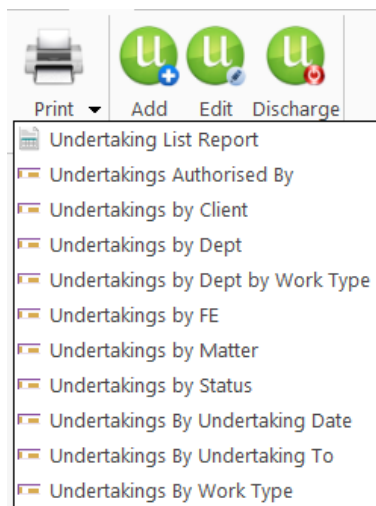 Print Add Edit Discharge
Undertaking List Report
Undertakings Authorised By
Undertakings by Client
Undertakings by Dept
Undertakings by Dept by Work Type
Undertakings by FE
Undertakings by Matter
Undertakings by Status
Undertakings By Undertaking Date
Undertakings By Undertaking To
Undertakings By Work Type